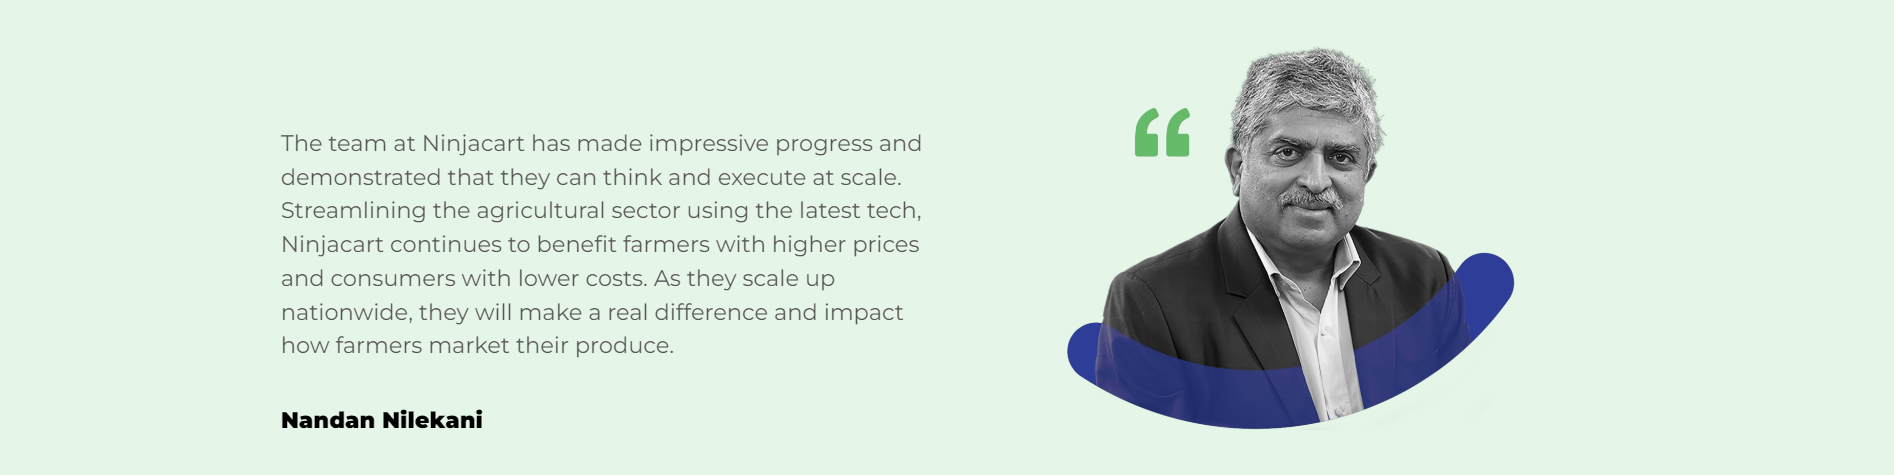 The team at Ninjacart has made impressive progress and
demonstrated that they can think and execute at scale.
Streamlining the agricultural sector using the latest tech,
Ninjacart continues to benefit farmers with higher prices
and consumers with lower costs. As they scale up
nationwide, they will make a real difference and impact
how farmers market their produce.
Nandan Nilekani